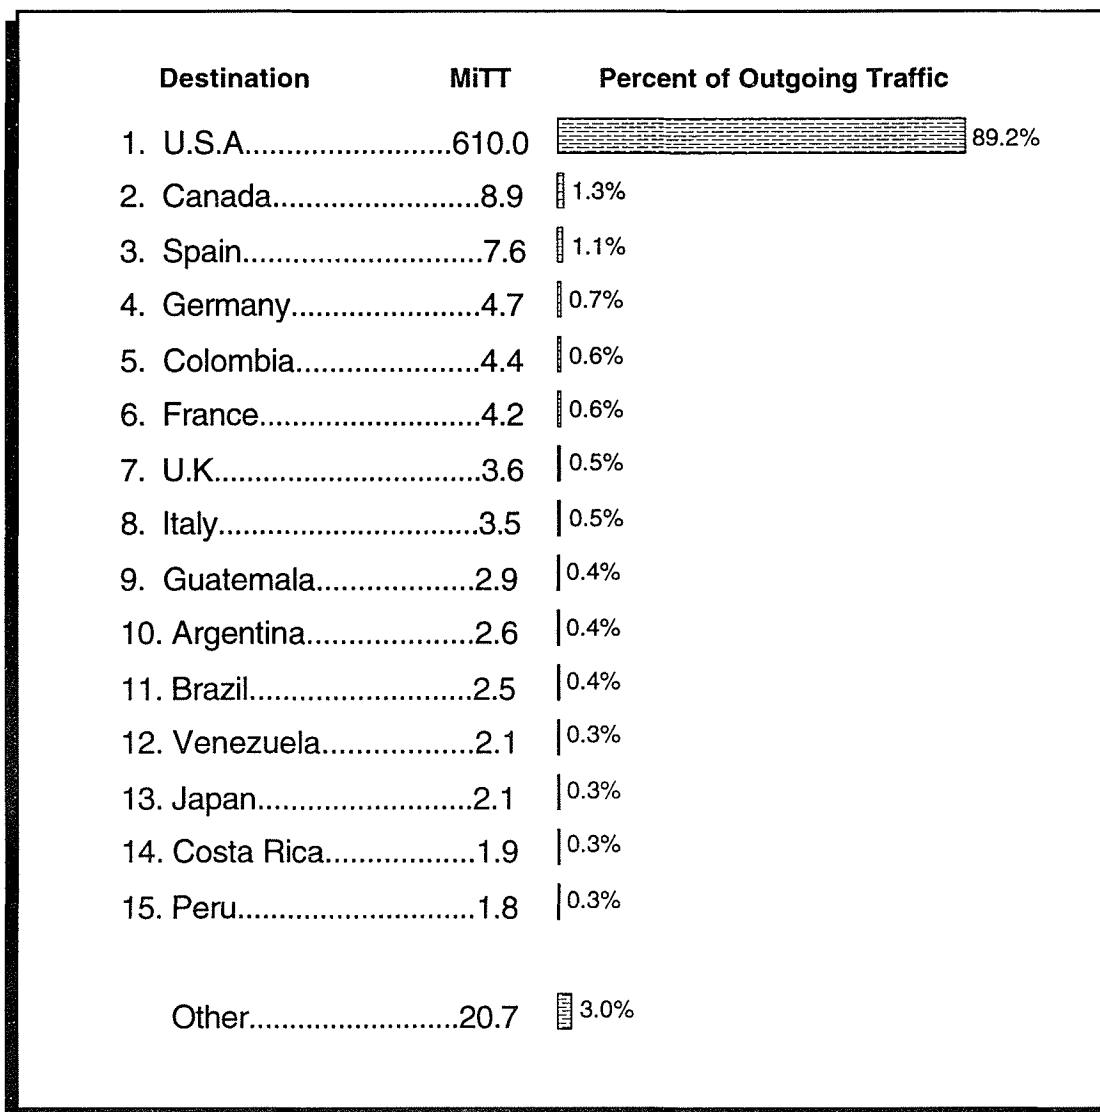 Destination MiTT Percent of Outgoing Traffic
1. U.S.A.........................610.0 89.2%
2. Canada.........................8.9 1.3%
3. Spain.............................7.6 1.1%
4. Germany.......................4.7 0.7%
5. Colombia......................4.4 0.6%
6. France...........................4.2 0.6%
7. U.K................................3.6 0.5%
8. Italy................................3.5 0.5%
9. Guatemala...................2.9 0.4%
10. Argentina....................2.6 0.4%
11. Brazil...........................2.5 0.4%
12. Venezuela..................2.1 0.3%
13. Japan..........................2.1 0.3%
14. Costa Rica..................1.9 0.3%
15. Peru.............................1.8 0.3%
Other.........................20.7 3.0%